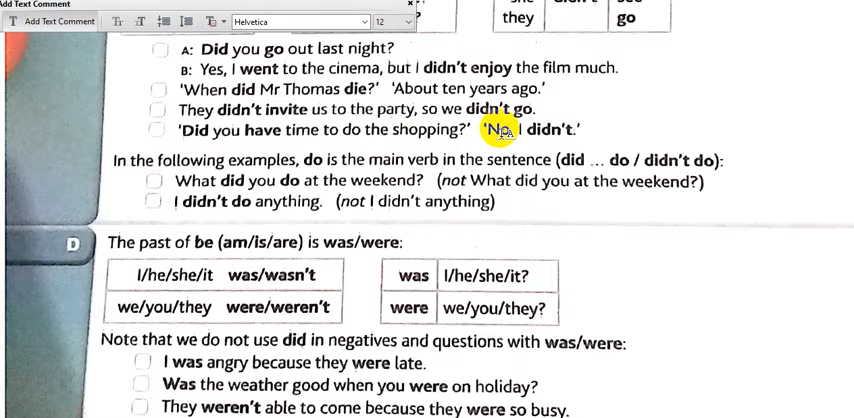 Add Text Comment
Add Text Comment Helvetica 12
they go
A: Did you go out last night?
B: Yes, I went to the cinema, but I didn't enjoy the film much.
'When did Mr Thomas die?' 'About ten years ago.'
They didn't invite us to the party, so we didn't go.
'Did you have time to do the shopping?' 'No, I didn't.'
In the following examples, do is the main verb in the sentence (did ... do / didn't do):
What did you do at the weekend? (not What did you at the weekend?)
I didn't do anything. (not I didn't anything)
D The past of be (am/is/are) is was/were:
I/he/she/it was/wasn't was I/he/she/it?
we/you/they were/weren't were we/you/they?
Note that we do not use did in negatives and questions with was/were:
I was angry because they were late.
Was the weather good when you were on holiday?
They weren't able to come because they were so busy.